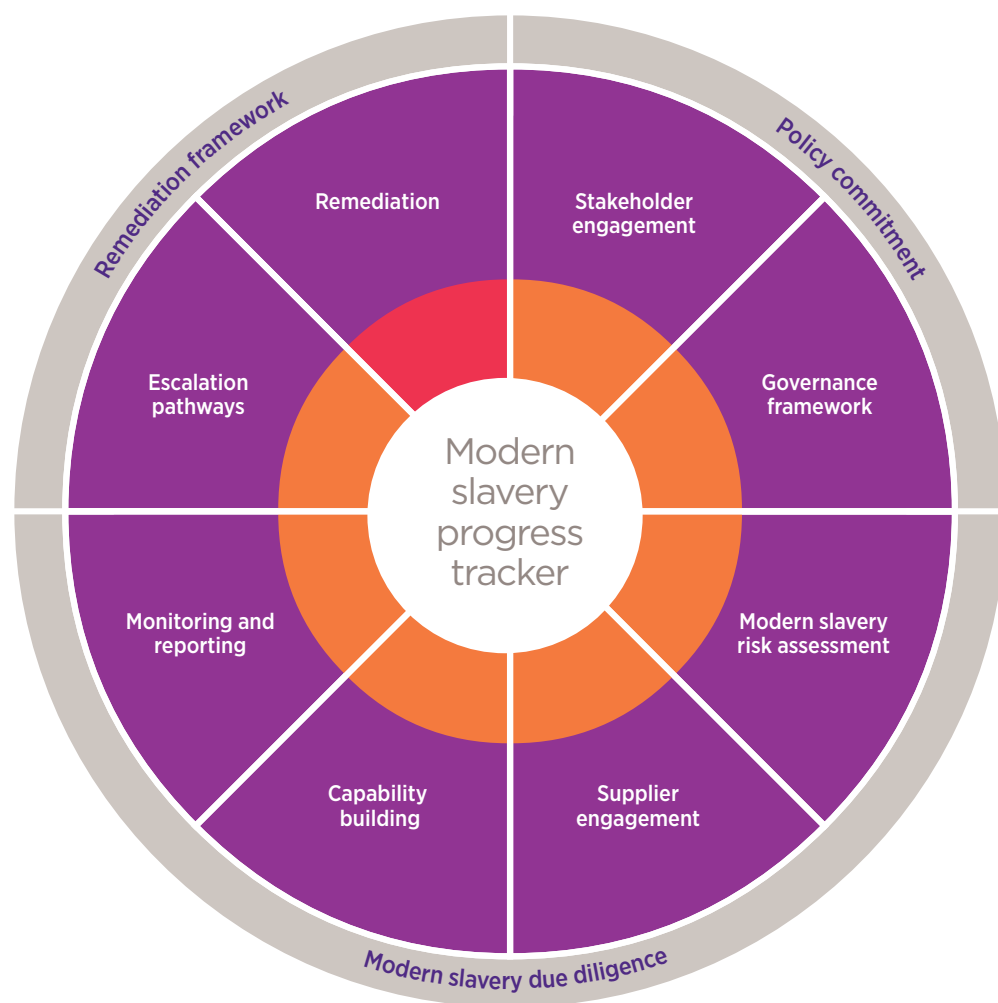 Remediation framework
Policy commitment
Remediation
Stakeholder
engagement
Escalation
pathways
Governance
framework
Modern
slavery
progress
tracker
Monitoring and
reporting
Modern slavery
risk assessment
Capability
building
Supplier
engagement
Modern slavery due diligence